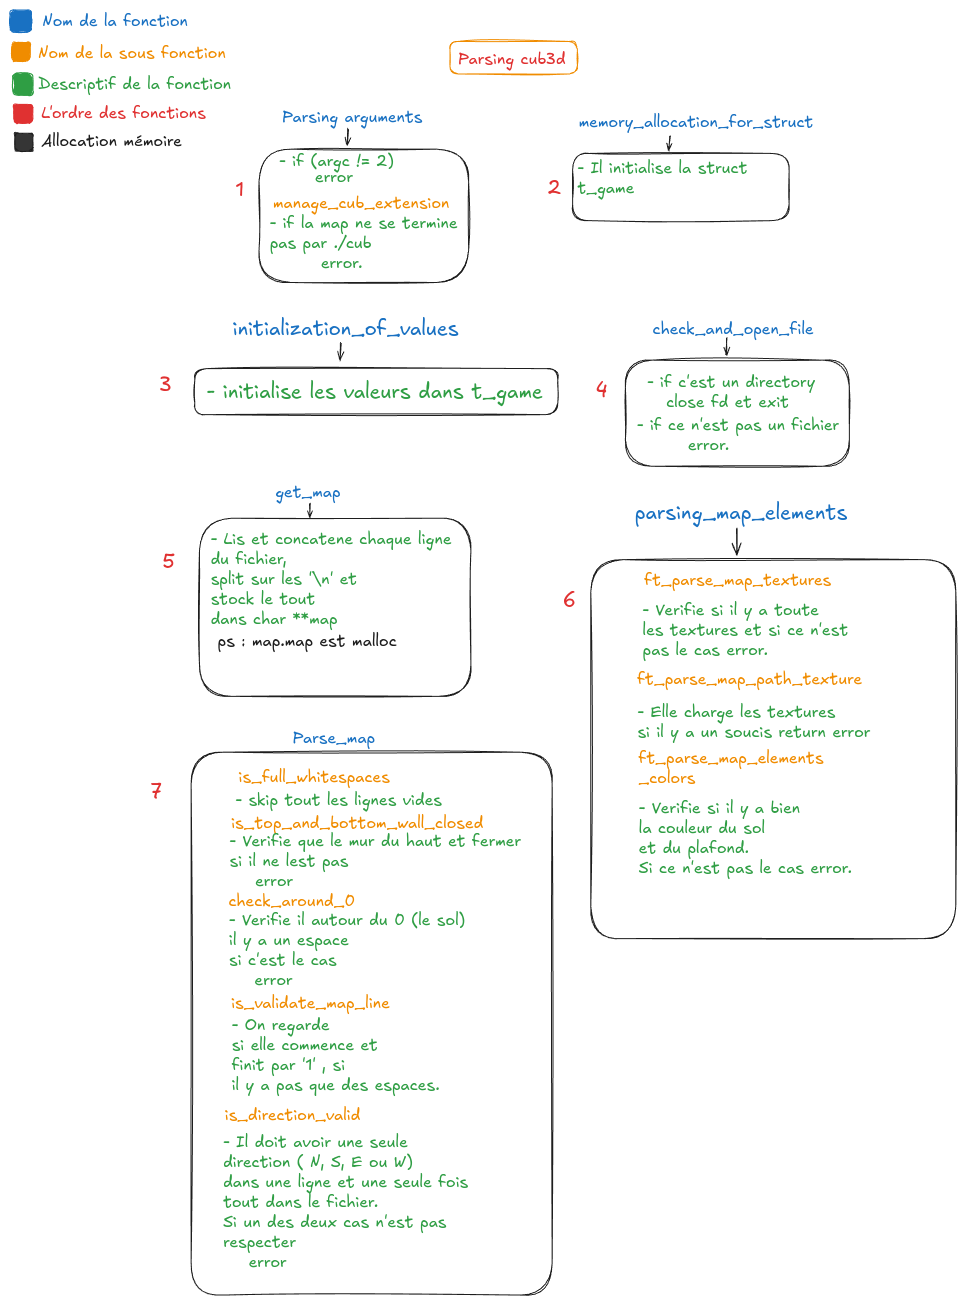 Nom de la fonction
Nom de la sous fonction
Descriptif de la fonction
L'ordre des fonctions
Allocation mémoire
Parsing cub3d
Parsing arguments
1
- if (argc != 2)
error
manage_cub_extension
- if la map ne se termine
pas par ./cub
error.
memory_allocation_for_struct
2
- Il initialise la struct
t_game
initialization_of_values
3
- initialise les valeurs dans t_game
check_and_open_file
4
- if c'est un directory
close fd et exit
- if ce n'est pas un fichier
error.
get_map
5
- Lis et concatene chaque ligne
du fichier,
split sur les '\n' et
stock le tout
dans char **map
ps : map.map est malloc
parsing_map_elements
6
ft_parse_map_textures
- Verifie si il y a toute
les textures et si ce n'est
pas le cas error.
ft_parse_map_path_texture
- Elle charge les textures
si il y a un soucis return error
ft_parse_map_elements
_colors
- Verifie si il y a bien
la couleur du sol
et du plafond.
Si ce n'est pas le cas error.
Parse_map
7
is_full_whitespaces
- skip tout les lignes vides
is_top_and_bottom_wall_closed
- Verifie que le mur du haut et fermer
si il ne lest pas
error
check_around_0
- Verifie il autour du 0 (le sol)
il y a un espace
si c'est le cas
error
is_validate_map_line
- On regarde
si elle commence et
finit par '1' , si
il y a pas que des espaces.
is_direction_valid
- Il doit avoir une seule
direction ( N, S, E ou W)
dans une ligne et une seule fois
tout dans le fichier.
Si un des deux cas n'est pas
respecter
error